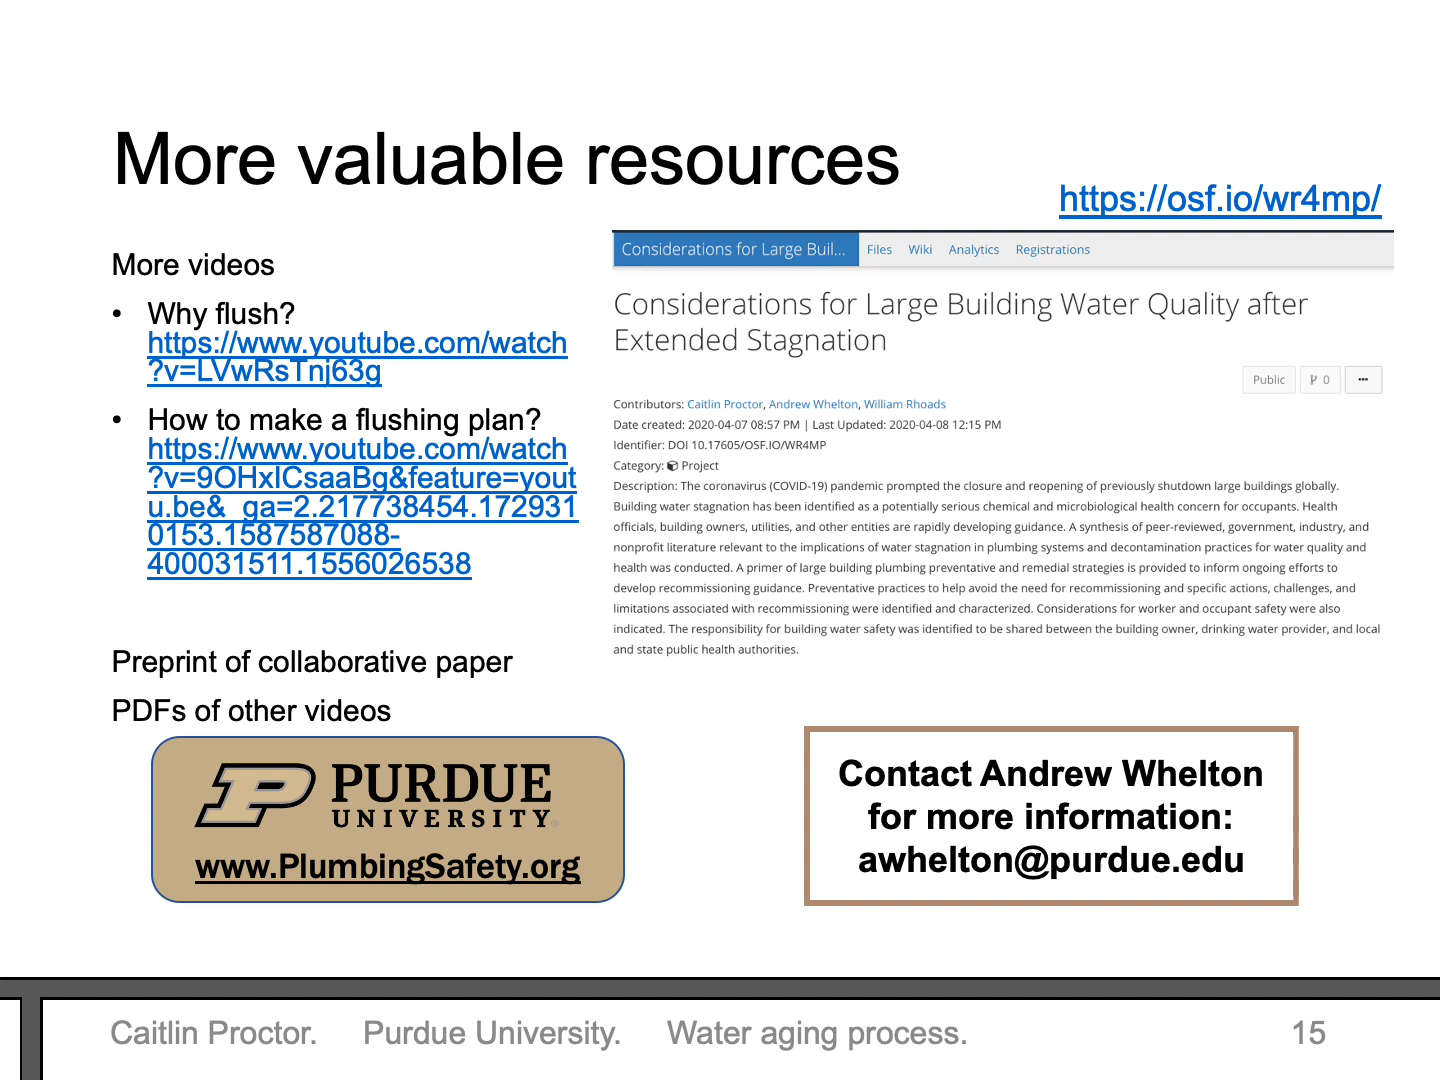 More valuable resources
https://osf.io/wr4mp/
More videos
• Why flush?
https://www.youtube.com/watch
?v=LVwRsTnj63g
• How to make a flushing plan?
https://www.youtube.com/watch
?v=9OHxICsaaBg&feature=yout
u.be&_ga=2.217738454.172931
0153.1587587088-
400031511.1556026538
Preprint of collaborative paper
PDFs of other videos
PURDUE
UNIVERSITY®
www.PlumbingSafety.org
Considerations for Large Buil... Files Wiki Analytics Registrations
Considerations for Large Building Water Quality after
Extended Stagnation
Public 0 ...
Contributors: Caitlin Proctor, Andrew Whelton, William Rhoads
Date created: 2020-04-07 08:57 PM | Last Updated: 2020-04-08 12:15 PM
Identifier: DOI 10.17605/OSF.IO/WR4MP
Category: Project
Description: The coronavirus (COVID-19) pandemic prompted the closure and reopening of previously shutdown large buildings globally.
Building water stagnation has been identified as a potentially serious chemical and microbiological health concern for occupants. Health
officials, building owners, utilities, and other entities are rapidly developing guidance. A synthesis of peer-reviewed, government, industry, and
nonprofit literature relevant to the implications of water stagnation in plumbing systems and decontamination practices for water quality and
health was conducted. A primer of large building plumbing preventative and remedial strategies is provided to inform ongoing efforts to
develop recommissioning guidance. Preventative practices to help avoid the need for recommissioning and specific actions, challenges, and
limitations associated with recommissioning were identified and characterized. Considerations for worker and occupant safety were also
indicated. The responsibility for building water safety was identified to be shared between the building owner, drinking water provider, and local
and state public health authorities.
Contact Andrew Whelton
for more information:
awhelton@purdue.edu
Caitlin Proctor. Purdue University. Water aging process. 15